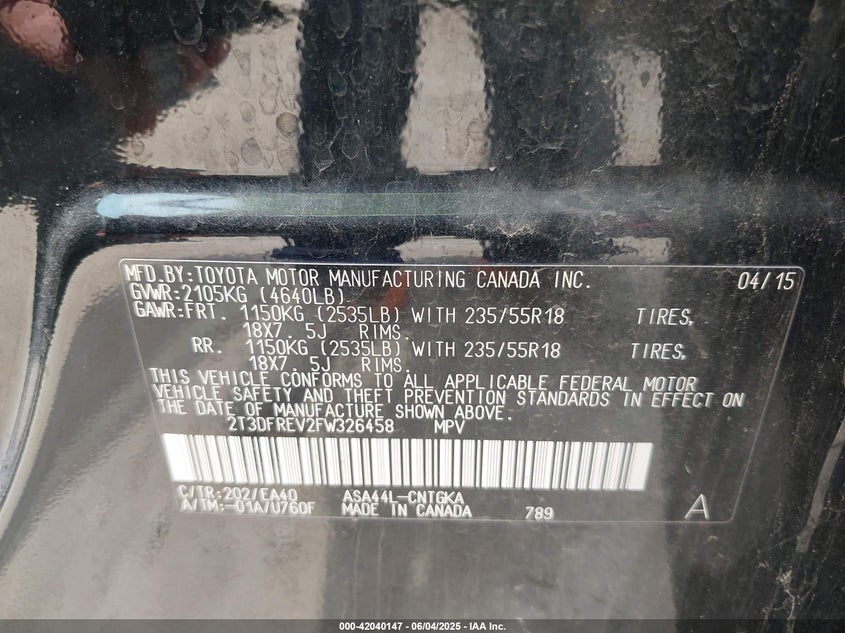 MFD.BY:TOYOTA MOTOR MANUFACTURING CANADA INC. 04/15
GVWR:2105KG (4640LB)
GAWR:FRT. 1150KG (2535LB) WITH 235/55R18 TIRES,
18X7. 5J RIMS.
RR. 1150KG (2535LB) WITH 235/55R18 TIRES,
18X7. 5J RIMS.
THIS VEHICLE CONFORMS TO ALL APPLICABLE FEDERAL MOTOR
VEHICLE SAFETY AND THEFT PREVENTION STANDARDS IN EFFECT ON
THE DATE OF MANUFACTURE SHOWN ABOVE.
2T3DFREV2FW326458 MPV
C/TR:202/EA40 ASA44L-CNTGKA
A/TM:-01A/U760F MADE IN CANADA 789 A
000-42040147 - 06/04/2025 - IAA Inc.